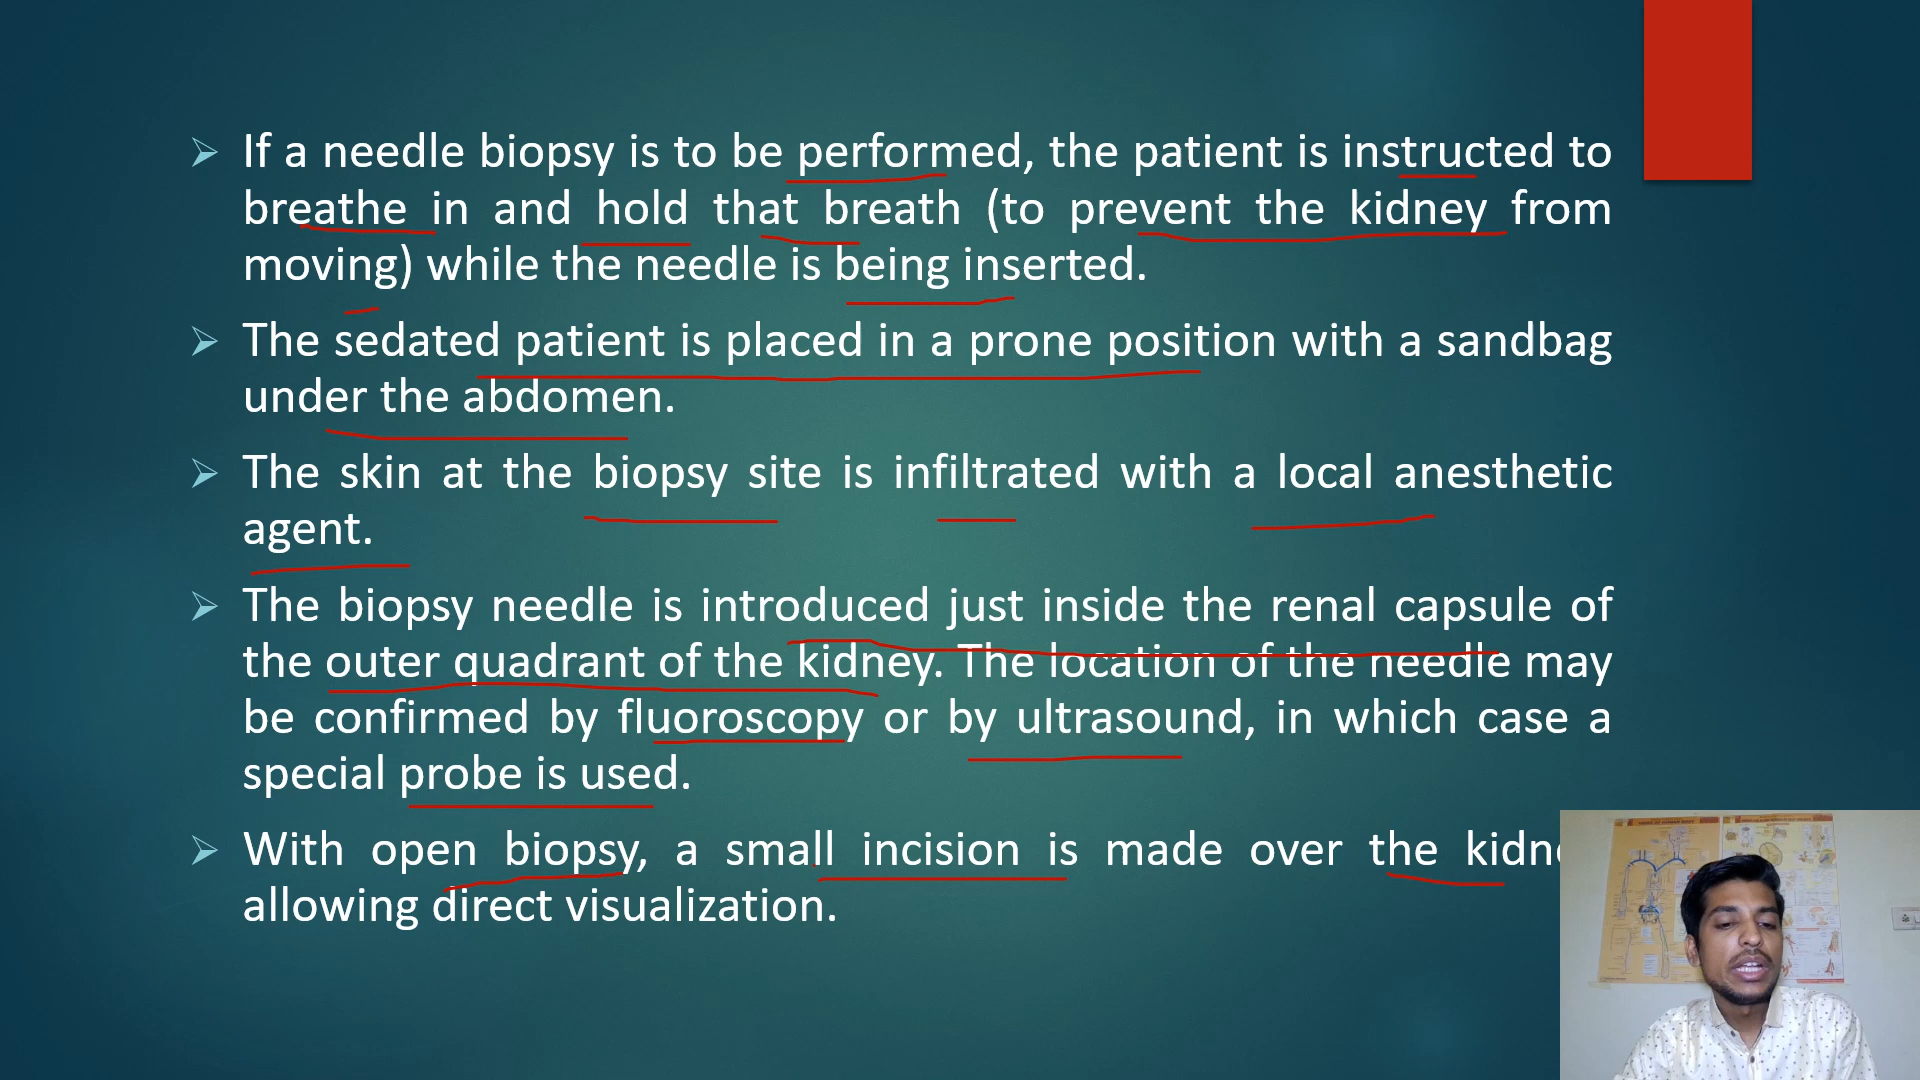 If a needle biopsy is to be performed, the patient is instructed to
breathe in and hold that breath (to prevent the kidney from
moving) while the needle is being inserted.
The sedated patient is placed in a prone position with a sandbag
under the abdomen.
The skin at the biopsy site is infiltrated with a local anesthetic
agent.
The biopsy needle is introduced just inside the renal capsule of
the outer quadrant of the kidney. The location of the needle may
be confirmed by fluoroscopy or by ultrasound, in which case a
special probe is used.
With open biopsy, a small incision is made over the
allowing direct visualization.